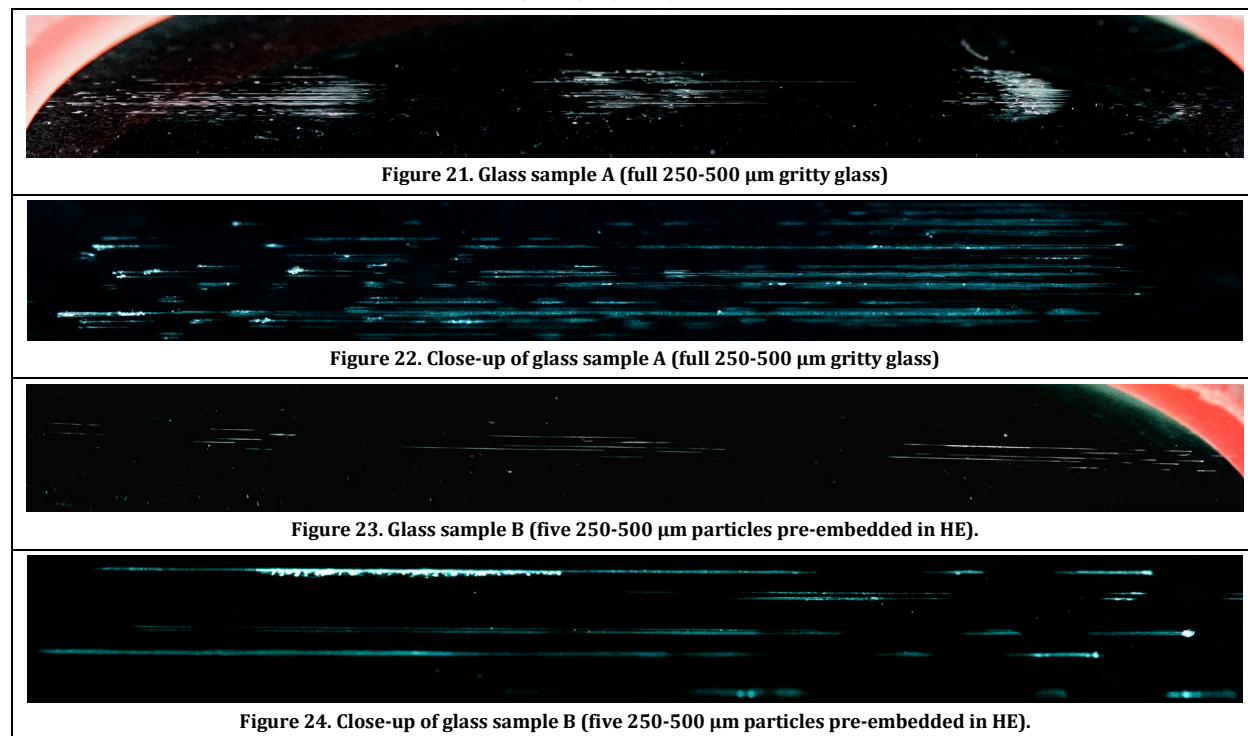 Figure 21. Glass sample A (full 250-500 µm gritty glass)
Figure 22. Close-up of glass sample A (full 250-500 µm gritty glass)
Figure 23. Glass sample B (five 250-500 µm particles pre-embedded in HE).
Figure 24. Close-up of glass sample B (five 250-500 µm particles pre-embedded in HE).